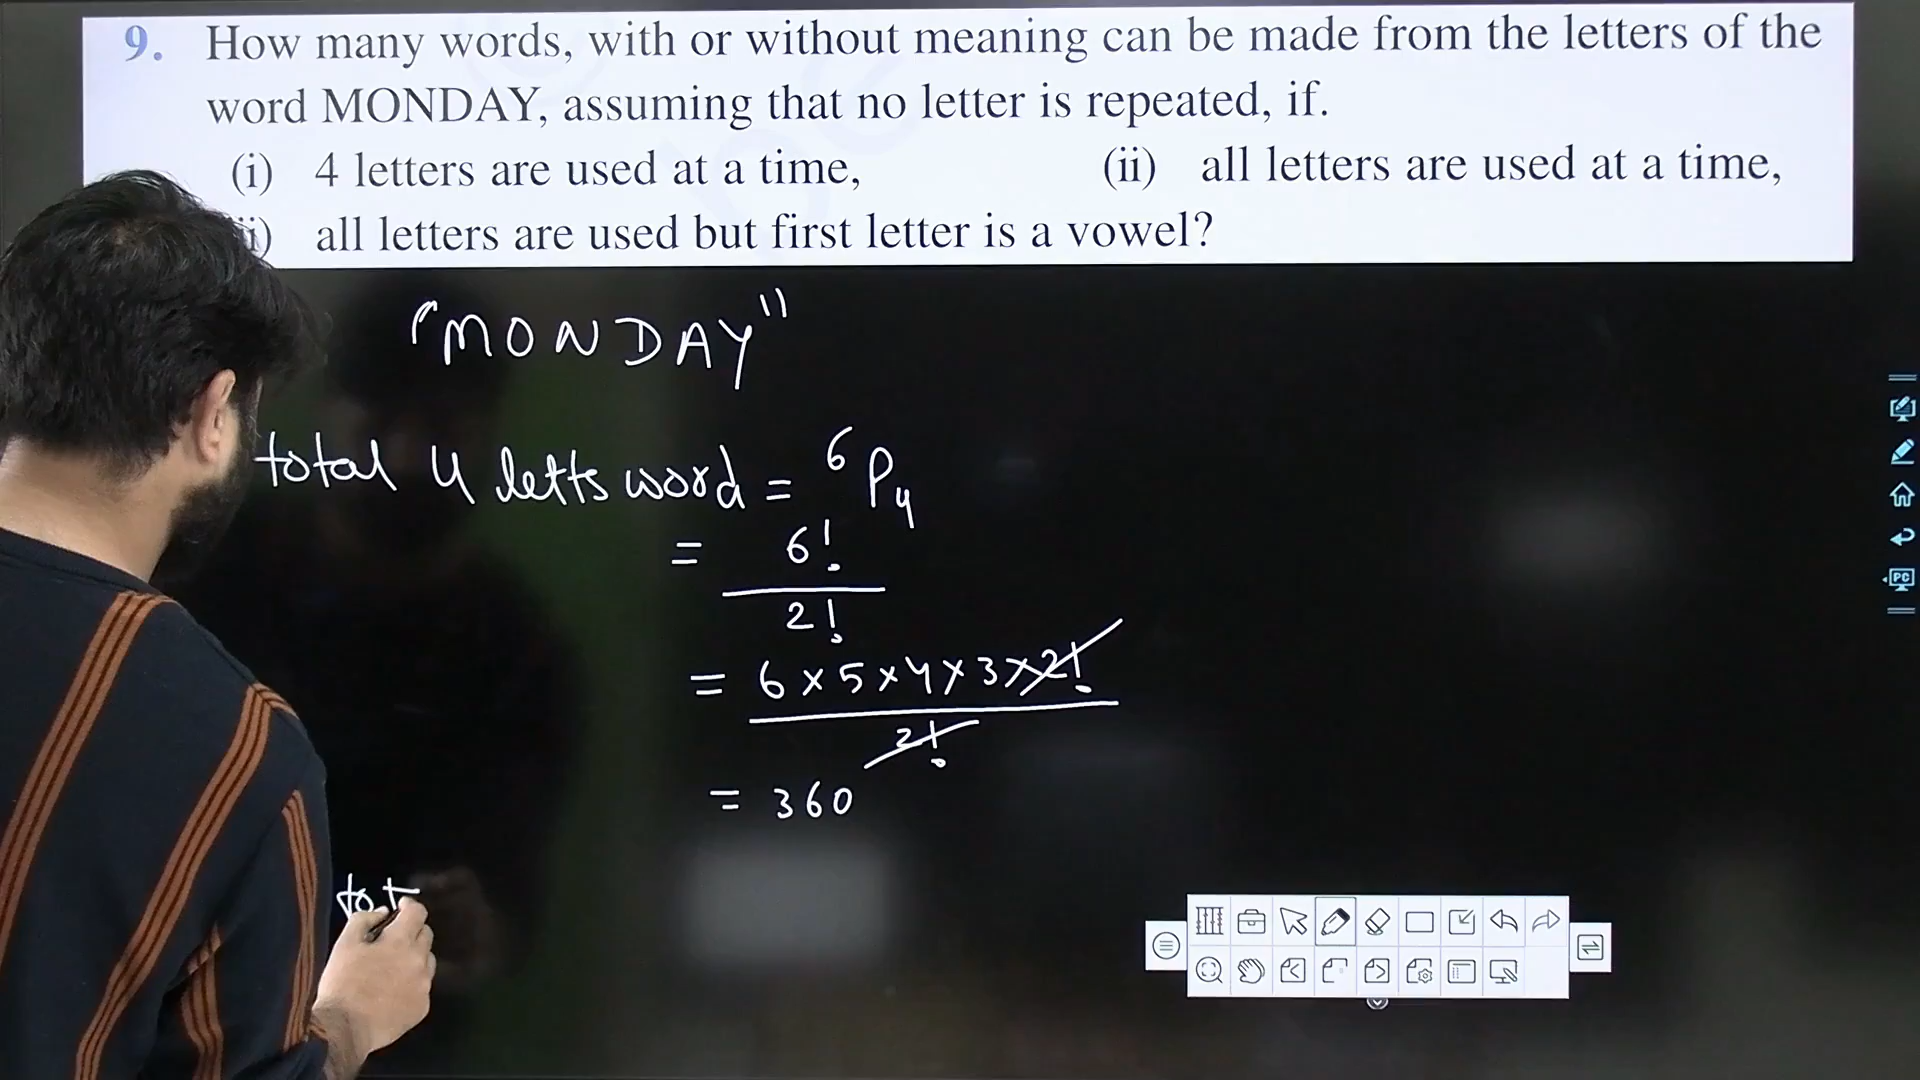 9. How many words, with or without meaning can be made from the letters of the
word MONDAY, assuming that no letter is repeated, if.
(i) 4 letters are used at a time, (ii) all letters are used at a time,
i) all letters are used but first letter is a vowel?
"MONDAY"
total 4 letts word = ⁶P₄
= 6! / 2!
= 6 × 5 × 4 × 3 × 2! / 2!
= 360
tot
PC